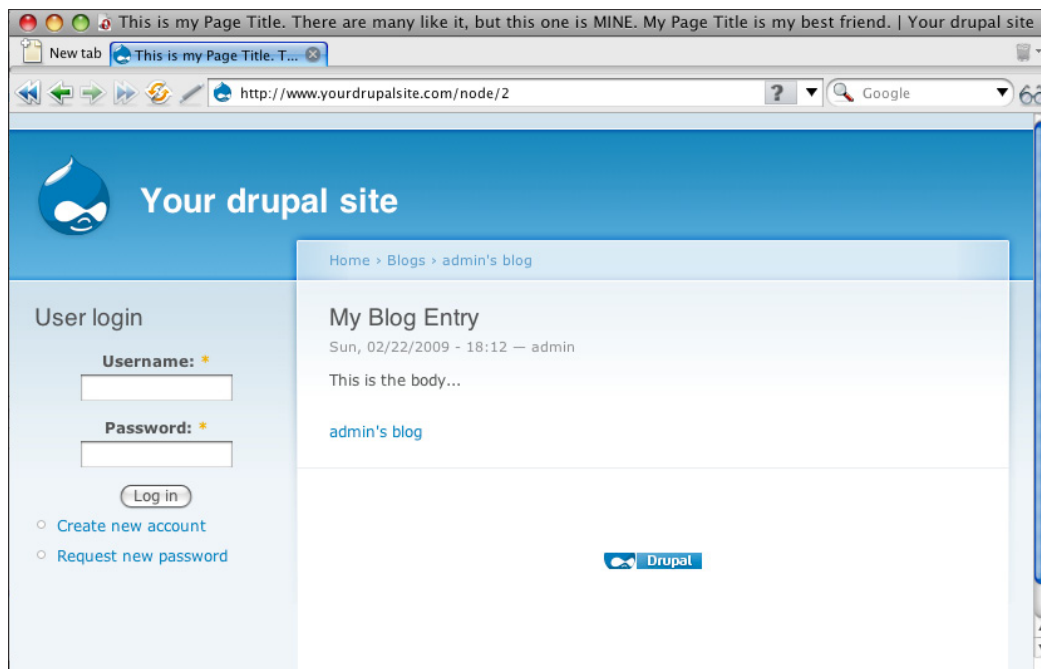 This is my Page Title. There are many like it, but this one is MINE. My Page Title is my best friend. | Your drupal site
New tab
This is my Page Title. T...
http://www.yourdrupalsite.com/node/2
?
Google
Your drupal site
Home › Blogs › admin's blog
User login
Username: *
Password: *
Log in
Create new account
Request new password
My Blog Entry
Sun, 02/22/2009 - 18:12 — admin
This is the body...
admin's blog
Drupal